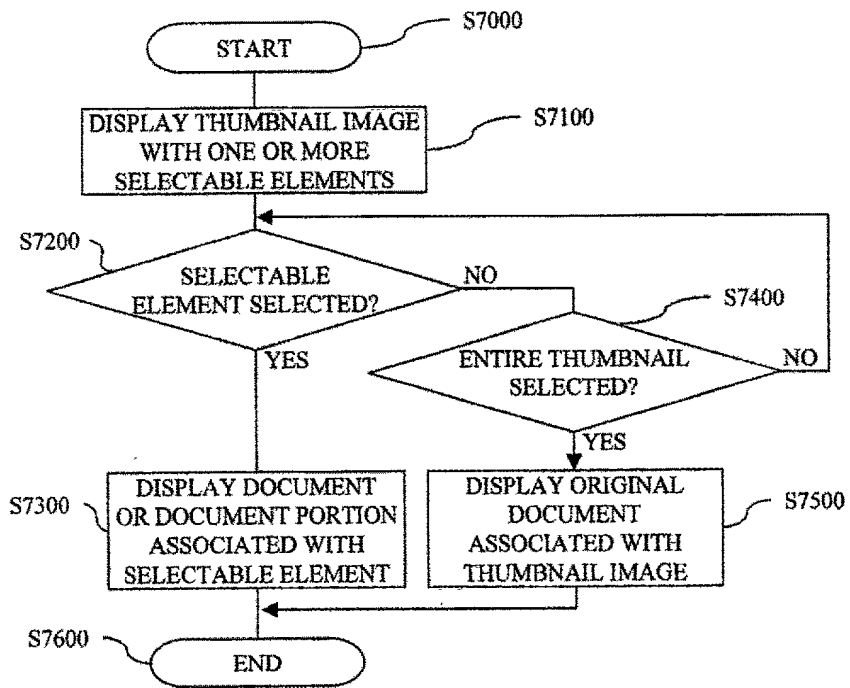 S7000
START
DISPLAY THUMBNAIL IMAGE
WITH ONE OR MORE
SELECTABLE ELEMENTS
S7100
S7200
SELECTABLE
ELEMENT SELECTED?
NO
YES
S7400
ENTIRE THUMBNAIL
SELECTED?
NO
YES
S7300
DISPLAY DOCUMENT
OR DOCUMENT PORTION
ASSOCIATED WITH
SELECTABLE ELEMENT
DISPLAY ORIGINAL
DOCUMENT
ASSOCIATED WITH
THUMBNAIL IMAGE
S7500
S7600
END